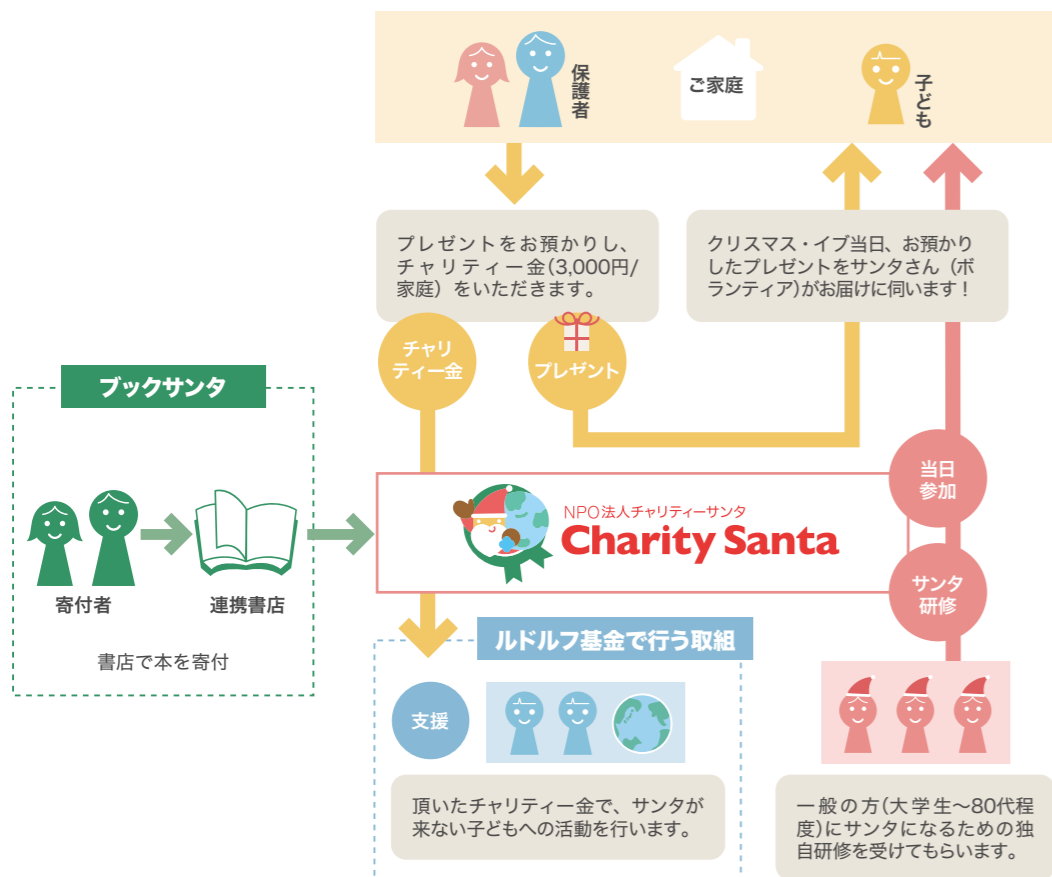 保護者
ご家庭
子ども
プレゼントをお預かりし、
チャリティー金(3,000円/
家庭）をいただきます。
クリスマス・イブ当日、お預かり
したプレゼントをサンタさん（ボ
ランティア)がお届けに伺います！
チャリ
ティー金
プレゼント
ブックサンタ
寄付者
連携書店
書店で本を寄付
NPO法人チャリティーサンタ
Charity Santa
当日
参加
サンタ
研修
ルドルフ基金で行う取組
支援
頂いたチャリティー金で、サンタが
来ない子どもへの活動を行います。
一般の方(大学生〜80代程
度)にサンタになるための独
自研修を受けてもらいます。